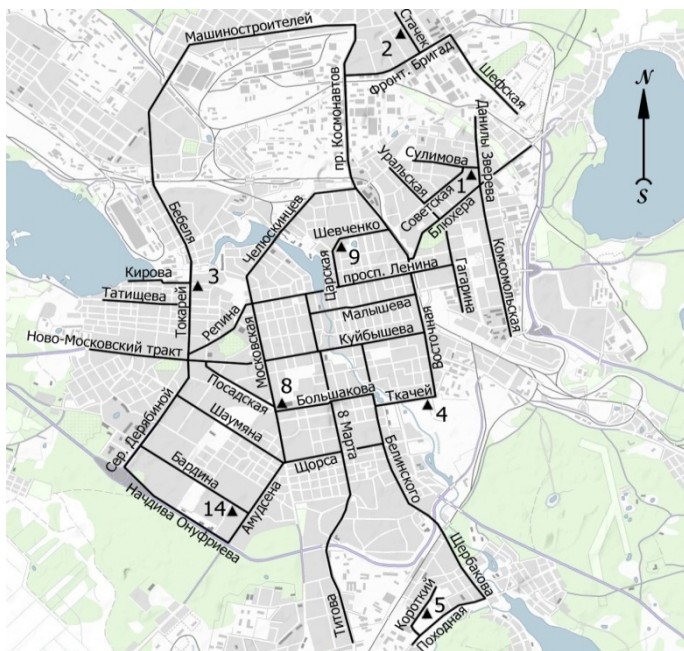 Машиностроителей
Стачек
2
Фронт. Бригад
Шефская
N
S
пр. Космонавтов
Данилы Зверева
Сулимова
Уральская
1
Советская
Блюхера
Бебеля
Челюскинцев
Шевченко
9
Царская
просп. Ленина
Гагарина
Комсомольская
Кирова
3
Татищева
Токарей
Репина
Малышева
Куйбышева
Восточная
Ново-Московский тракт
Московская
Посадская
8
Большакова
Ткачей
4
Шаумяна
Сер. Дерябиной
8 Марта
Белинского
Щорса
Бардина
14
Амудсена
Начдива Онуфриева
Щербакова
Титова
Короткий
5
Походная